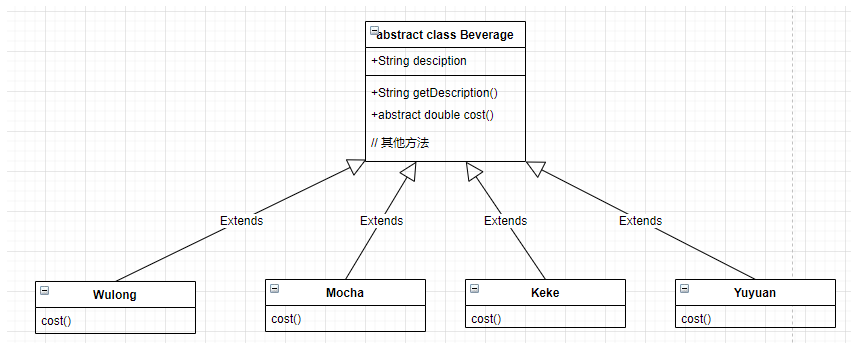 abstract class Beverage
+String desciption
+String getDescription()
+abstract double cost()
// 其他方法
Extends
Extends
Extends
Extends
Wulong
cost()
Mocha
cost()
Keke
cost()
Yuyuan
cost()